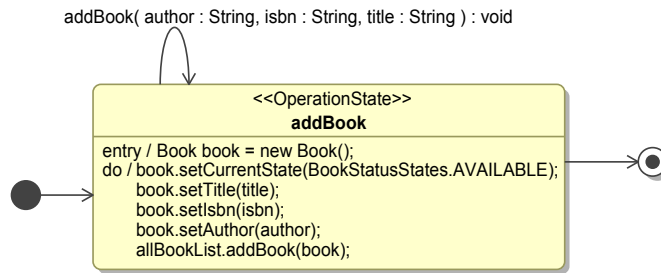 addBook( author : String, isbn : String, title : String ) : void
<<OperationState>>
addBook
entry / Book book = new Book();
do / book.setCurrentState(BookStatusStates.AVAILABLE);
book.setTitle(title);
book.setIsbn(isbn);
book.setAuthor(author);
allBookList.addBook(book);